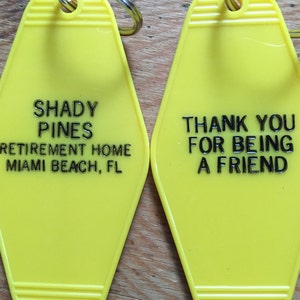 SHADY
PINES
RETIREMENT HOME
MIAMI BEACH, FL
THANK YOU
FOR BEING
A FRIEND